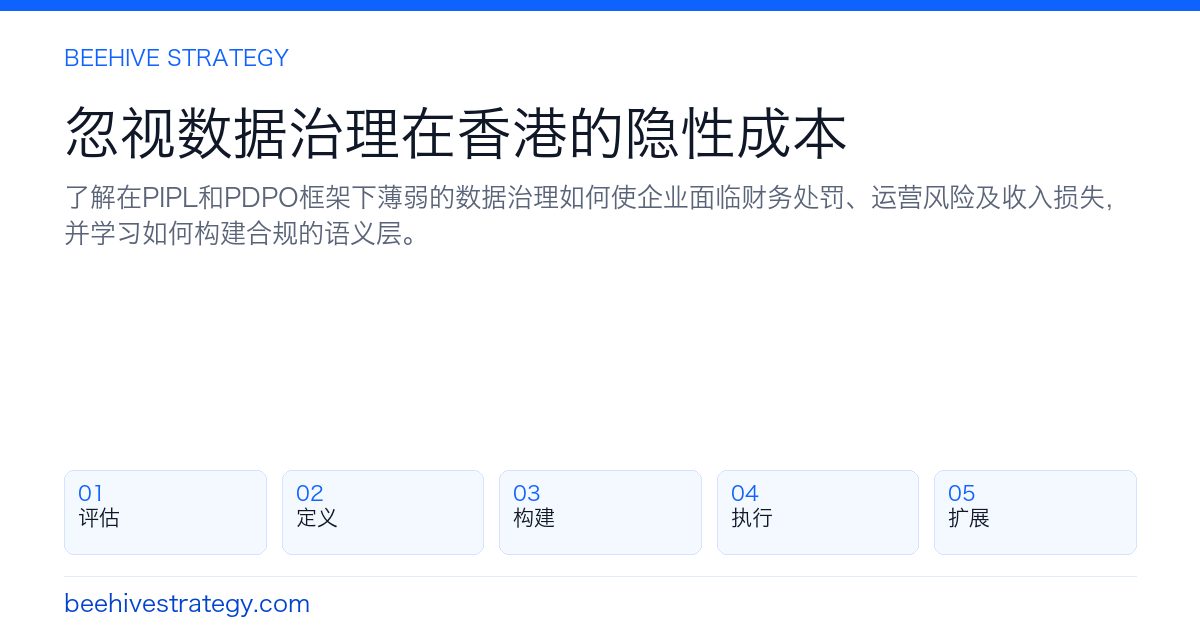 BEEHIVE STRATEGY
忽视数据治理在香港的隐性成本
了解在PIPL和PDPO框架下薄弱的数据治理如何使企业面临财务处罚、运营风险及收入损失,
并学习如何构建合规的语义层。
01
评估
02
定义
03
构建
04
执行
05
扩展
beehivestrategy.com